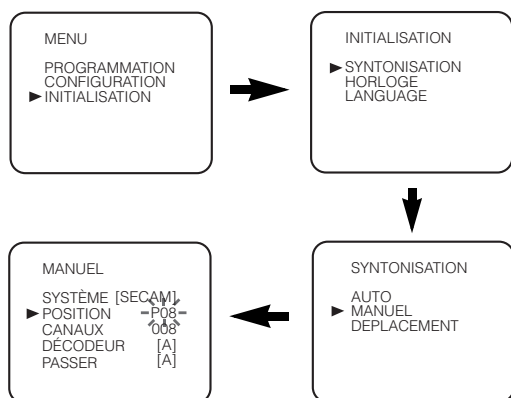 MENU
PROGRAMMATION
CONFIGURATION
INITIALISATION
INITIALISATION
SYNTONISATION
HORLOGE
LANGUAGE
SYNTONISATION
AUTO
MANUEL
DEPLACEMENT
MANUEL
SYSTÈME [SECAM]
POSITION P08
CANAUX 008
DÉCODEUR [A]
PASSER [A]